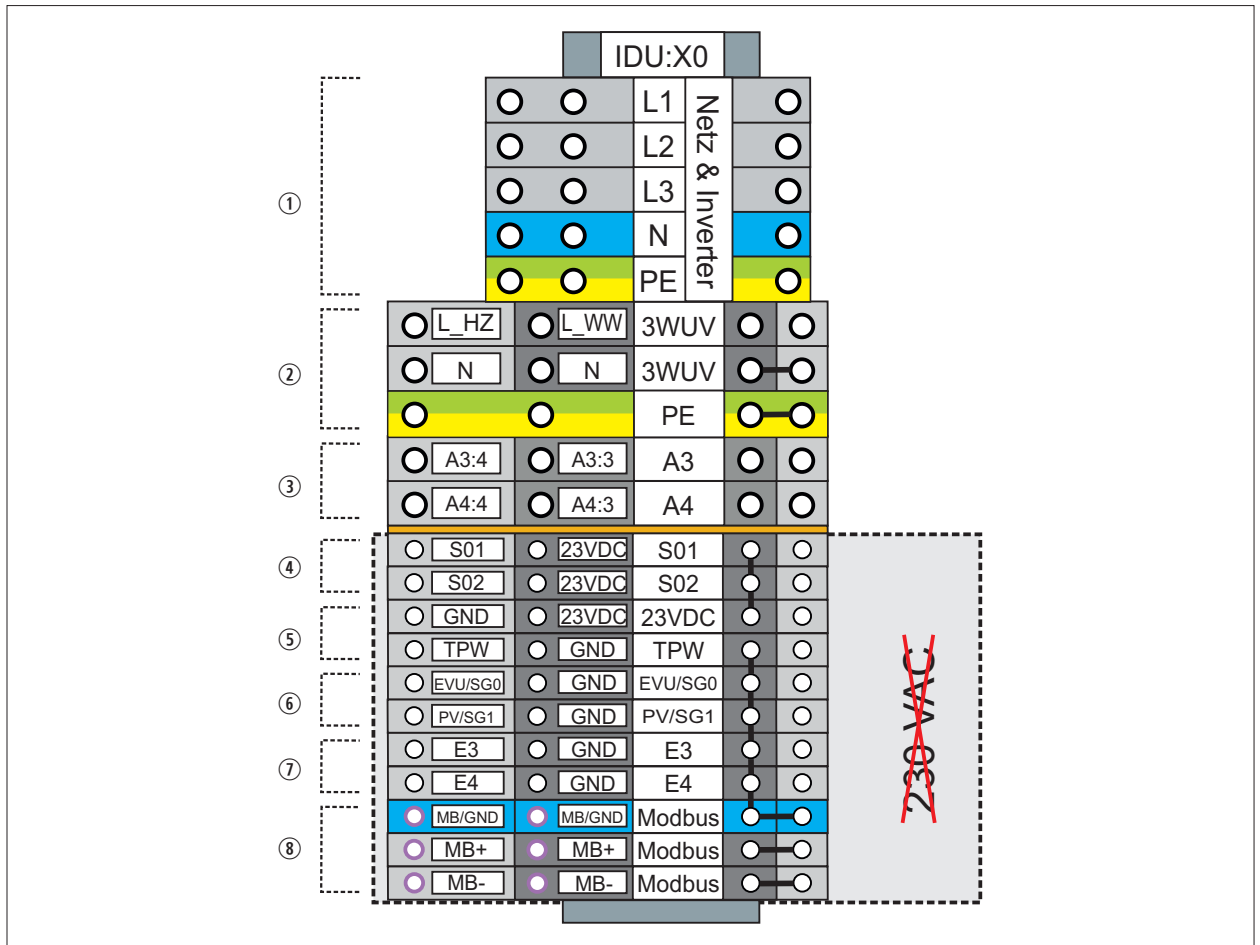 IDU:X0
L1
L2
L3
N
PE
Netz & Inverter
①
L_HZ L_WW 3WUV
N N 3WUV
PE
②
A3:4 A3:3 A3
A4:4 A4:3 A4
③
S01 23VDC S01
S02 23VDC S02
④
GND 23VDC 23VDC
TPW GND TPW
⑤
EVU/SG0 GND EVU/SG0
PV/SG1 GND PV/SG1
⑥
E3 GND E3
E4 GND E4
⑦
MB/GND MB/GND Modbus
MB+ MB+ Modbus
MB- MB- Modbus
⑧
230 VAC